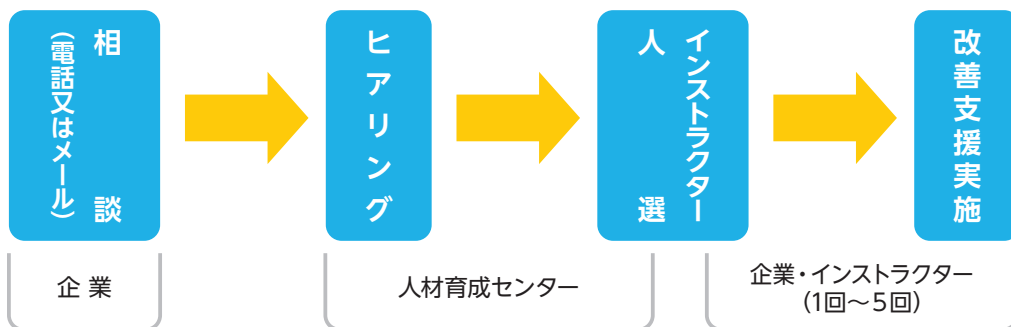 相談
(電話又はメール)
ヒアリング
インストラクター
人選
改善支援実施
企 業
人材育成センター
企業・インストラクター
(1回～5回)